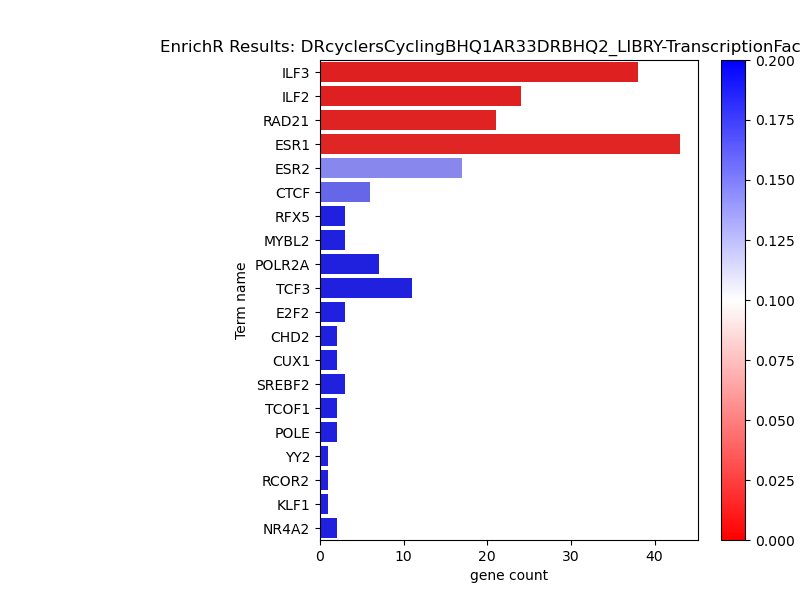 EnrichR Results: DRcyclersCyclingBHQ1AR33DRBHQ2_LIBRY-TranscriptionFac
ILF3
ILF2
RAD21
ESR1
ESR2
CTCF
RFX5
MYBL2
POLR2A
TCF3
E2F2
CHD2
CUX1
SREBF2
TCOF1
POLE
YY2
RCOR2
KLF1
NR4A2
Term name
0 10 20 30 40
gene count
0.200
0.175
0.150
0.125
0.100
0.075
0.050
0.025
0.000